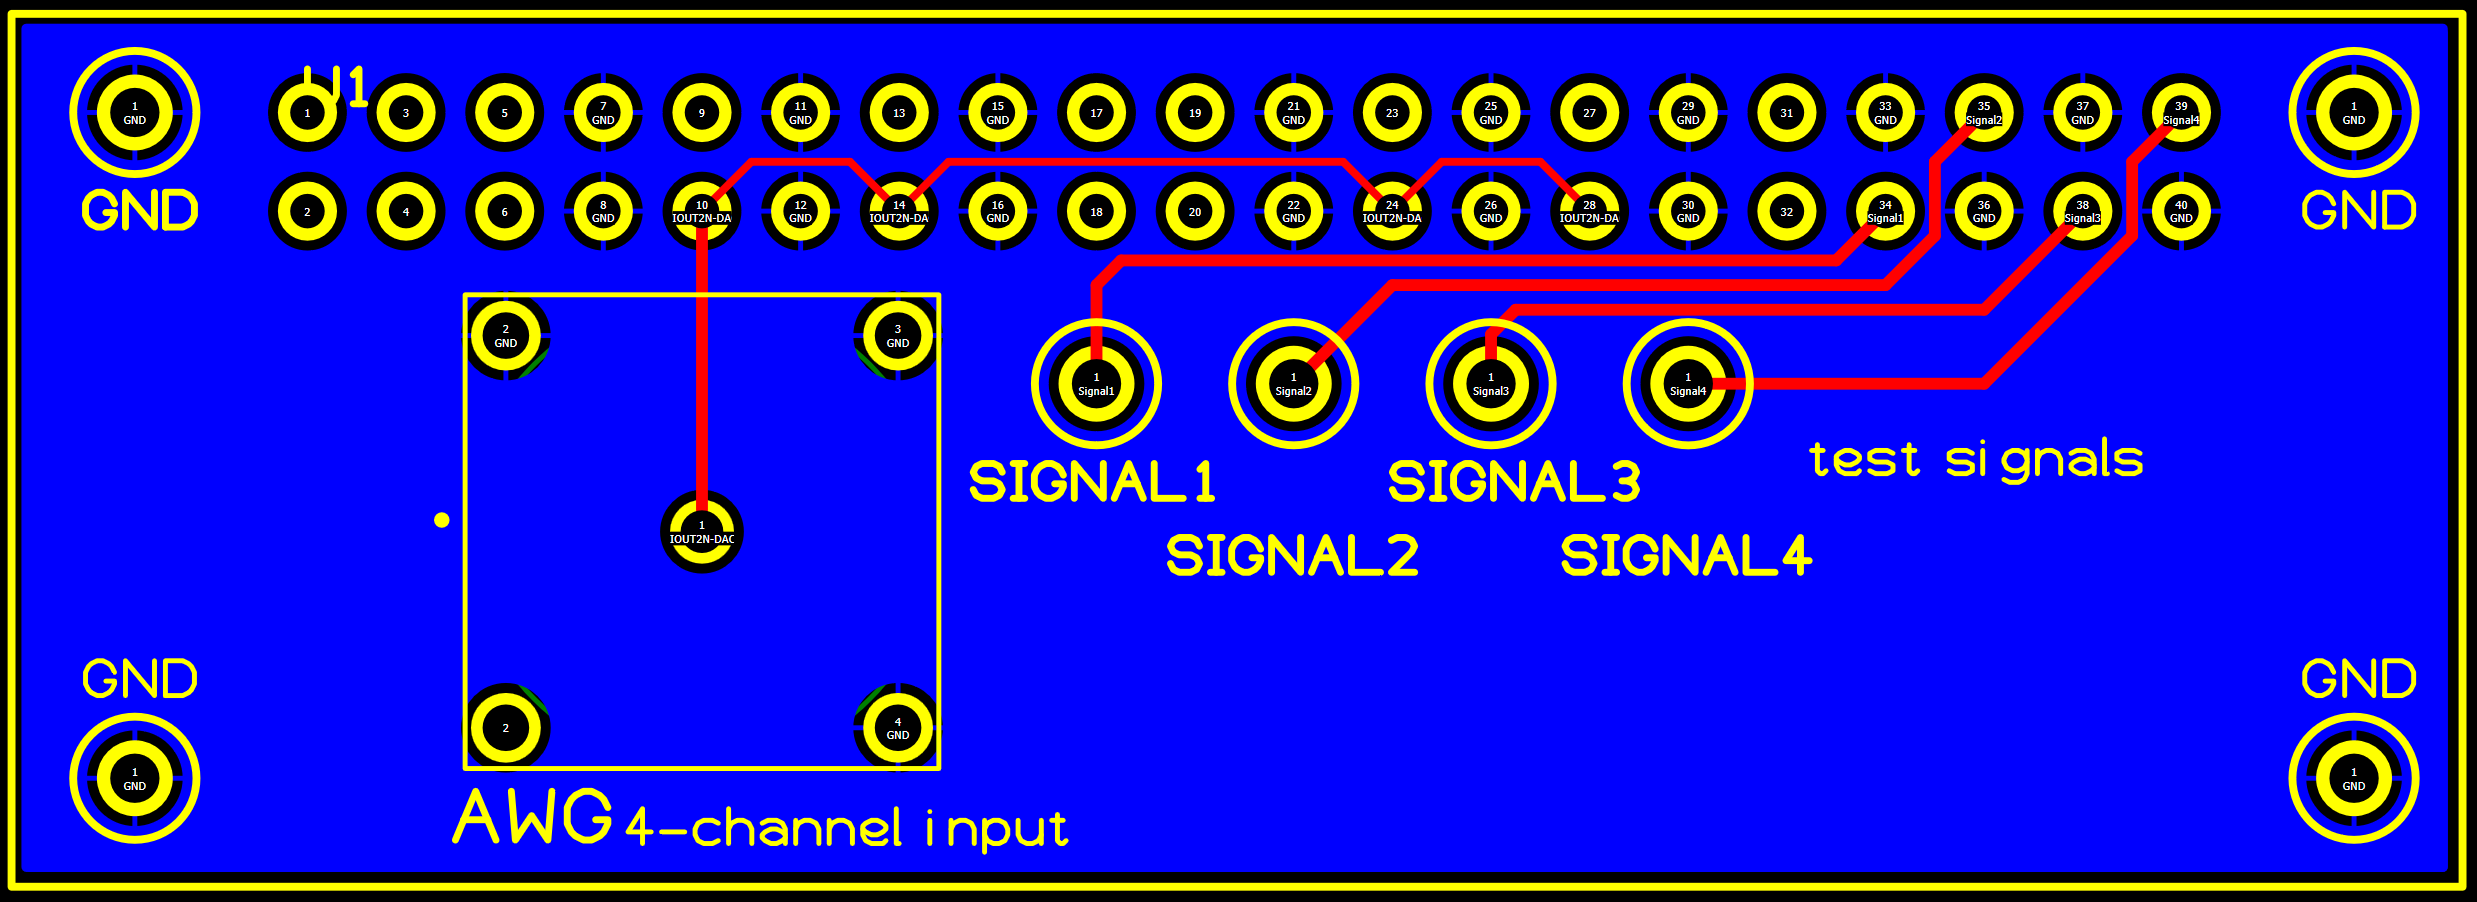 U1
1 3 5 7 9 11 13 15 17 19 21 23 25 27 29 31 33 35 37 39
GND GND GND GND GND GND GND Signal2 GND Signal4
1
GND
1
GND
GND
GND
2 4 6 8 10 12 14 16 18 20 22 24 26 28 30 32 34 36 38 40
GND IOUT2N-DA GND IOUT2N-DA GND GND IOUT2N-DA GND IOUT2N-DA GND Signal1 GND Signal3 GND
2
GND
3
GND
1
Signal1
1
Signal2
1
Signal3
1
Signal4
SIGNAL1
SIGNAL3
test signals
SIGNAL2
SIGNAL4
1
IOUT2N-DAC
2
4
GND
GND
GND
1
GND
1
GND
AWG 4-channel input